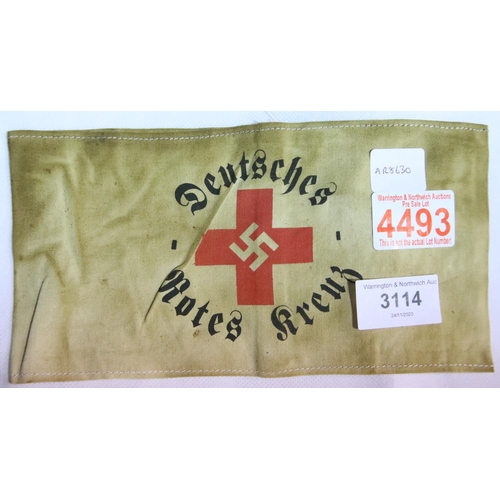 Deutsches
- -
Rotes Kreuz
AR8630
Warrington & Northwich Auctions
Pre Sale Lot
4493
This is not the actual Lot Number!
Warrington & Northwich Auc
3114